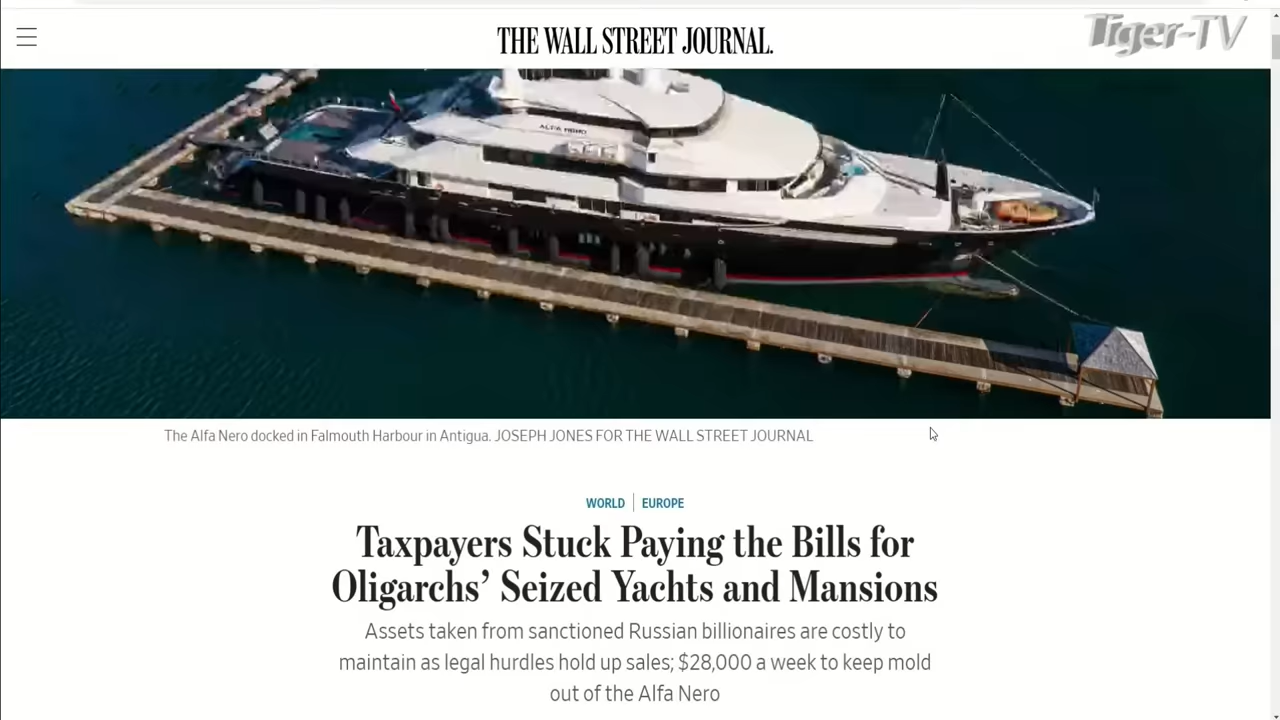 THE WALL STREET JOURNAL.
Tiger-TV
ALFA NERO
The Alfa Nero docked in Falmouth Harbour in Antigua. JOSEPH JONES FOR THE WALL STREET JOURNAL
WORLD | EUROPE
Taxpayers Stuck Paying the Bills for
Oligarchs’ Seized Yachts and Mansions
Assets taken from sanctioned Russian billionaires are costly to
maintain as legal hurdles hold up sales; $28,000 a week to keep mold
out of the Alfa Nero